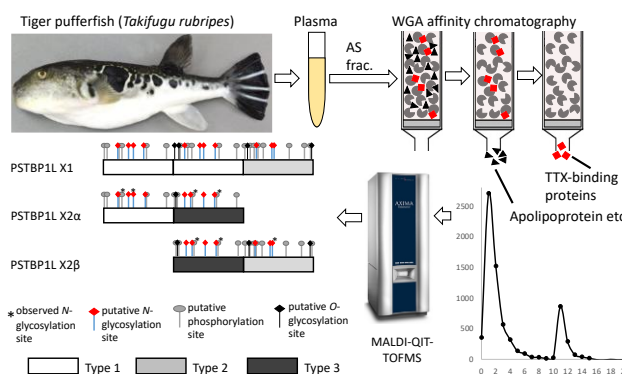 Tiger pufferfish (Takifugu rubripes)
Plasma
WGA affinity chromatography
AS
frac.
TTX-binding
proteins
Apolipoprotein etc
PSTBP1L X1
PSTBP1L X2α
PSTBP1L X2β
* observed N-
glycosylation
site
putative N-
glycosylation
site
putative
phosphorylation
site
putative O-
glycosylation
site
Type 1
Type 2
Type 3
AXIMA
MALDI-QIT-
TOFMS
2500
2000
1500
1000
500
0
0 2 4 6 8 10 12 14 16 18 2